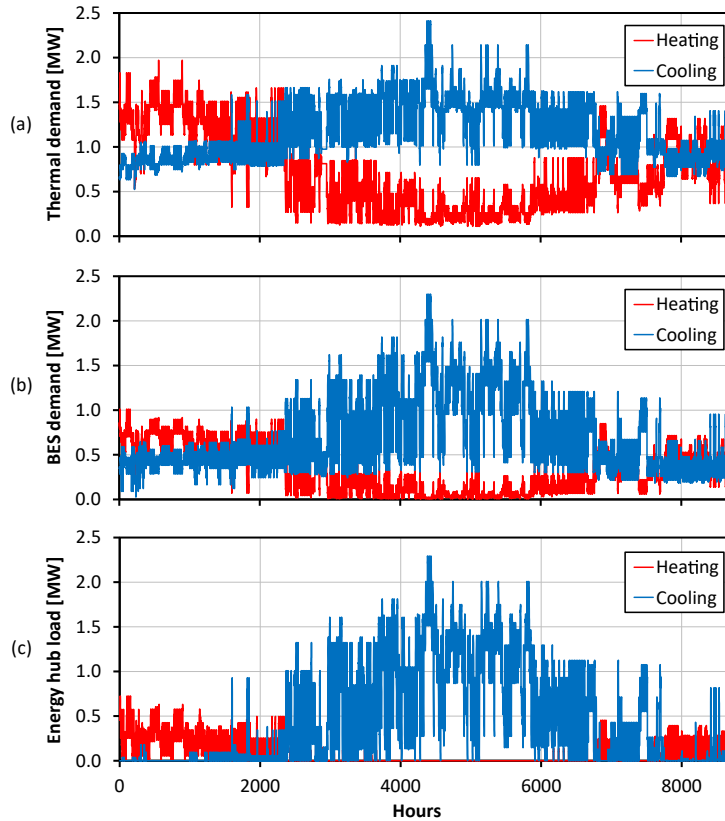 2.5
2.0
1.5
1.0
0.5
0.0
Thermal demand [MW]
(a)
Heating
Cooling
2.5
2.0
1.5
1.0
0.5
0.0
BES demand [MW]
(b)
Heating
Cooling
2.5
2.0
1.5
1.0
0.5
0.0
Energy hub load [MW]
(c)
Heating
Cooling
0
2000
4000
6000
8000
Hours